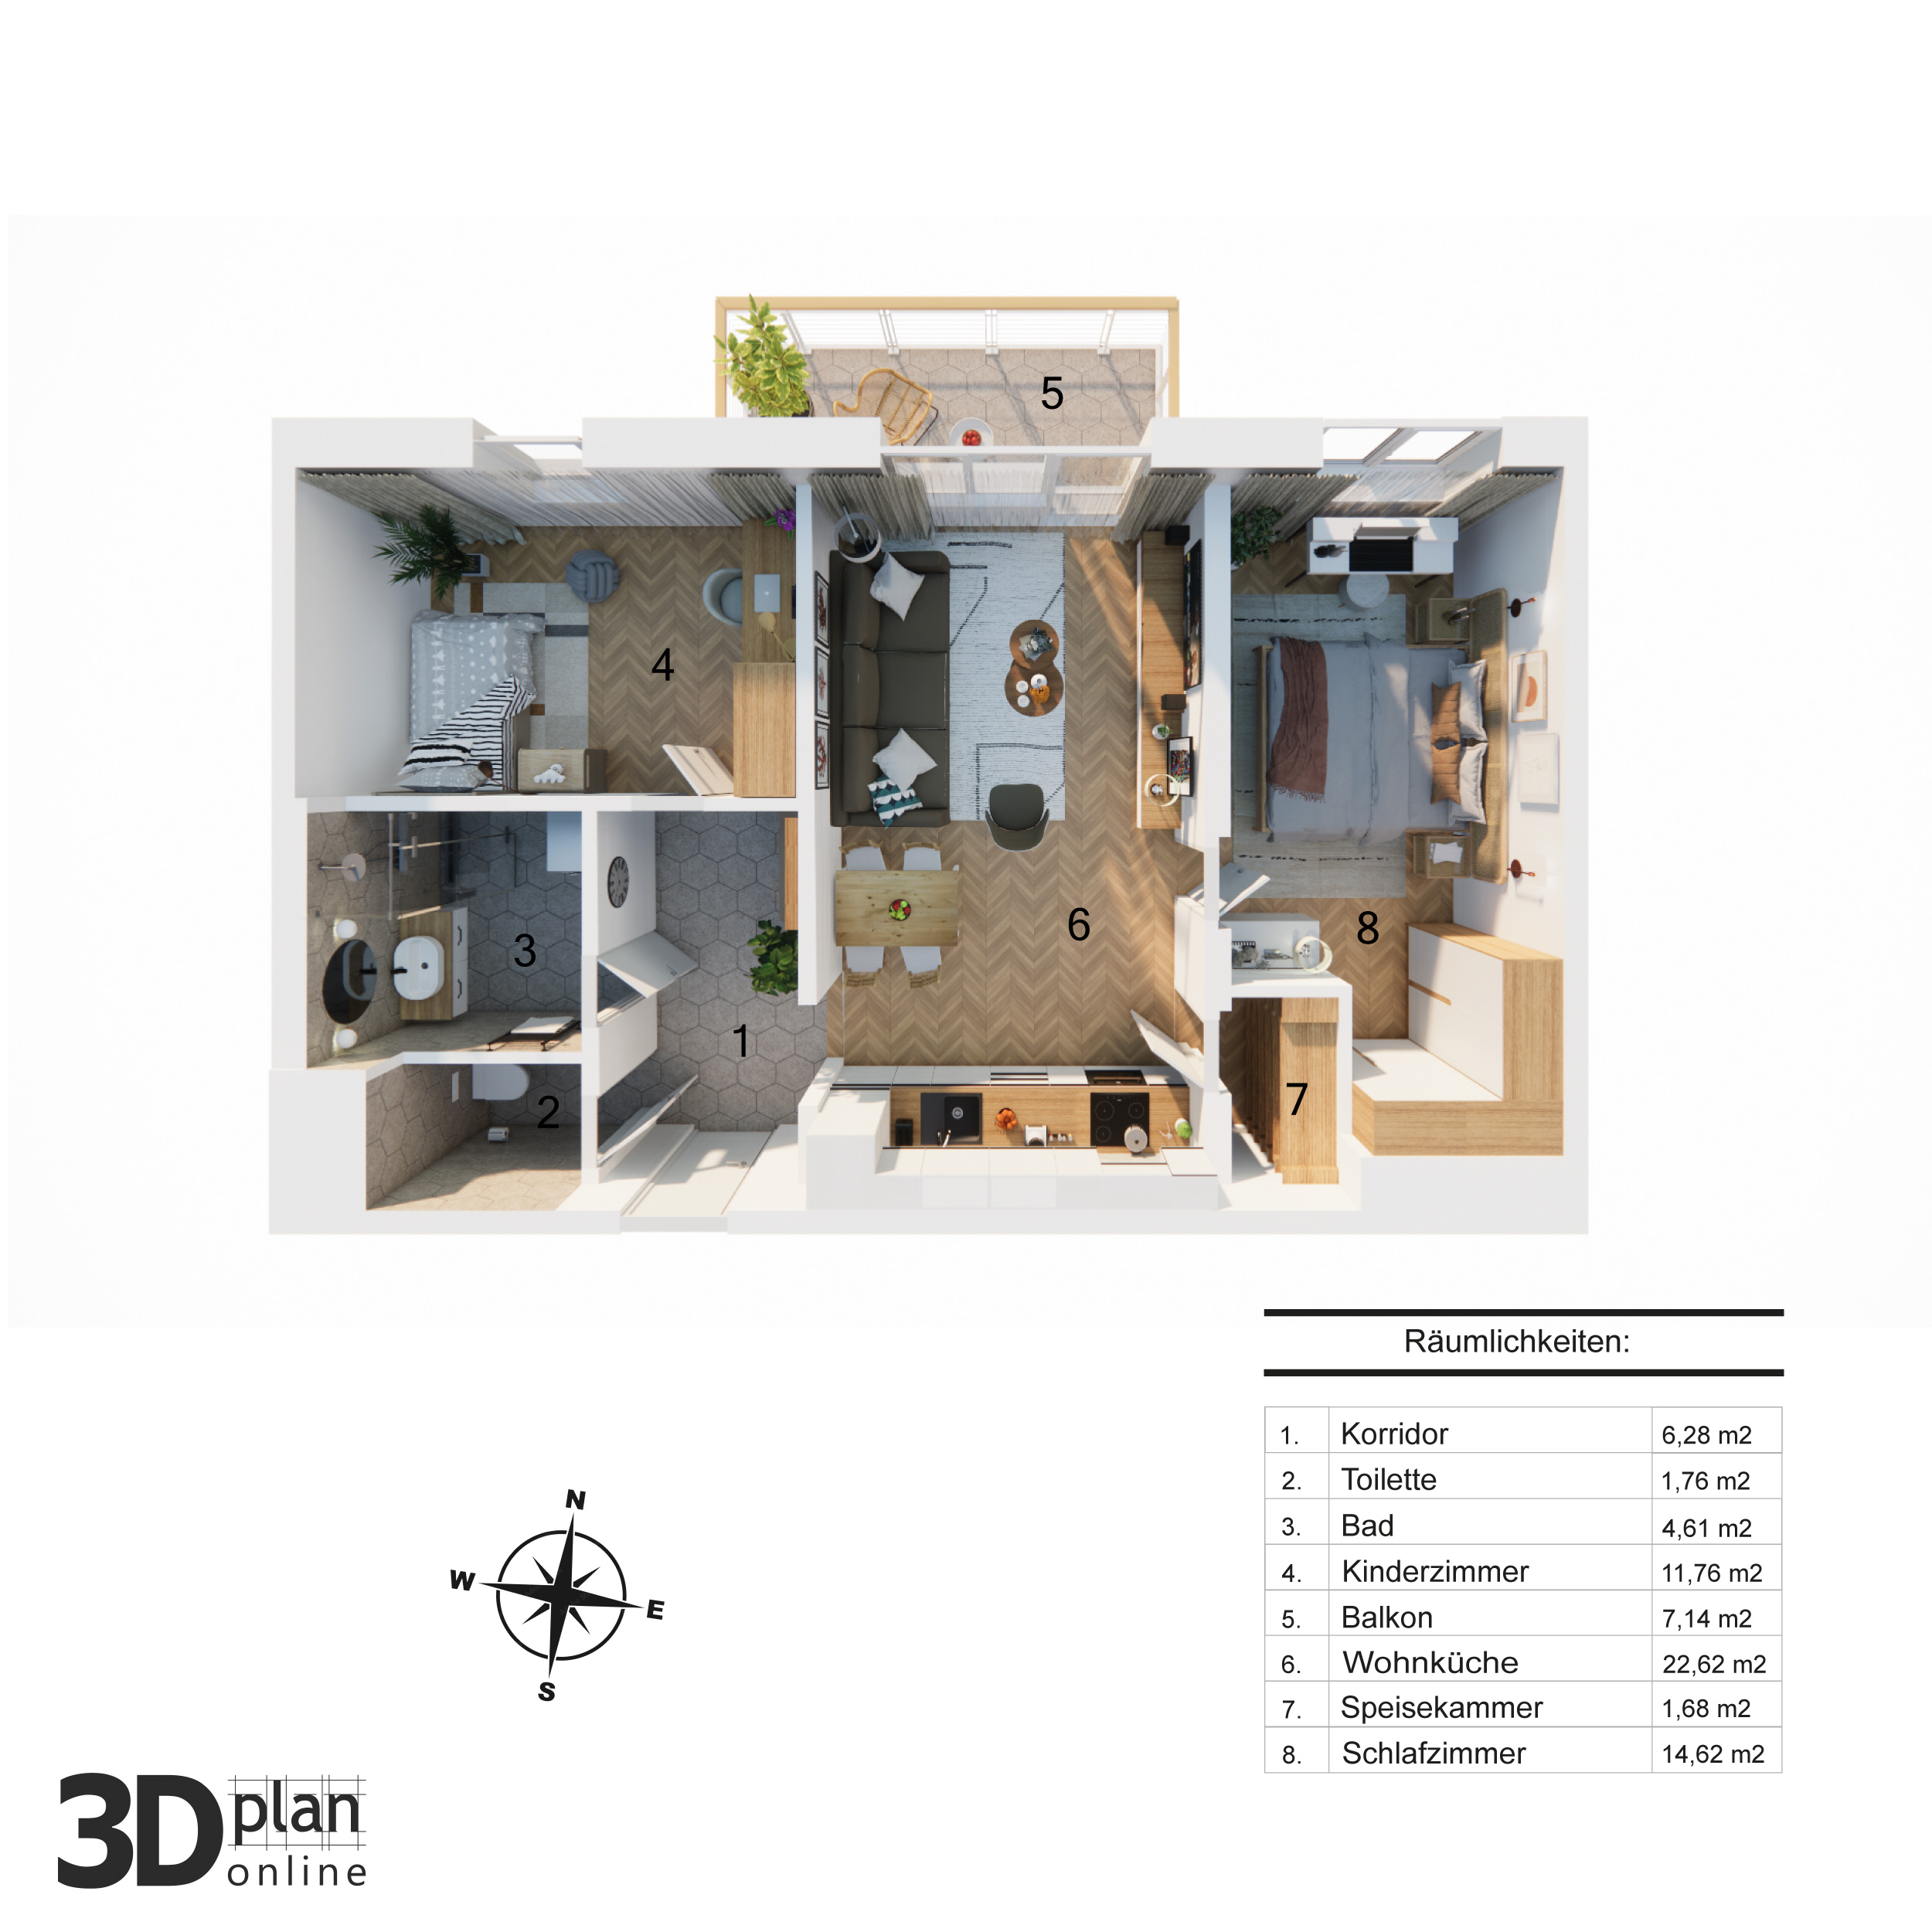 5
4
6
8
3
1
7
2
Räumlichkeiten:
1. Korridor 6,28 m2
2. Toilette 1,76 m2
3. Bad 4,61 m2
4. Kinderzimmer 11,76 m2
5. Balkon 7,14 m2
6. Wohnküche 22,62 m2
7. Speisekammer 1,68 m2
8. Schlafzimmer 14,62 m2
N
W
E
S
3D plan
online